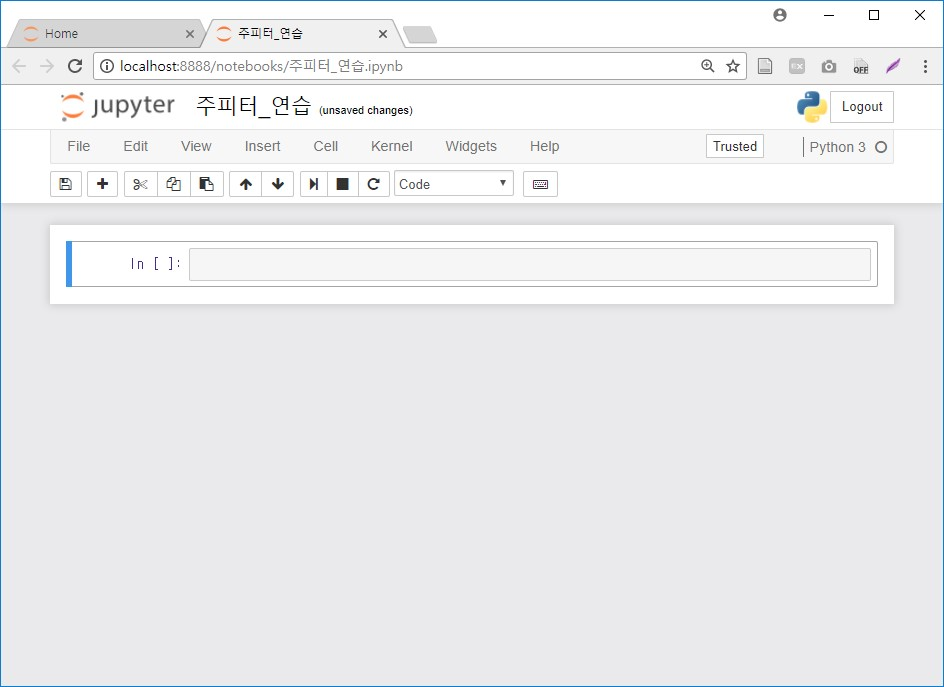 Home 주피터_연습
localhost:8888/notebooks/주피터_연습.ipynb OFF
jupyter 주피터_연습 (unsaved changes) Logout
File Edit View Insert Cell Kernel Widgets Help Trusted Python 3
Code
In [ ]: